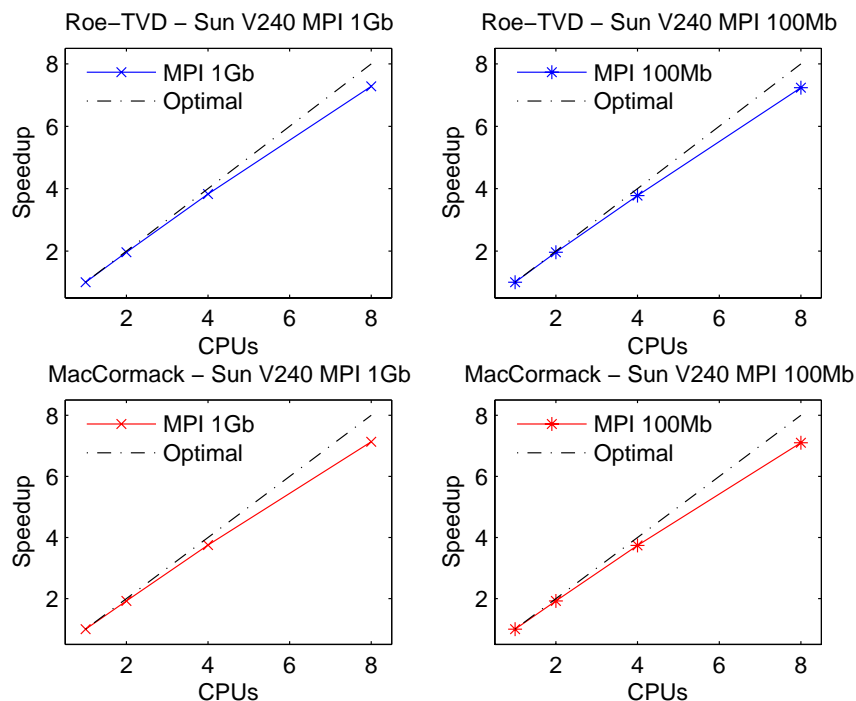 Roe−TVD − Sun V240 MPI 1Gb
8
6
4
2
Speedup
MPI 1Gb
Optimal
2 4 6 8
CPUs
Roe−TVD − Sun V240 MPI 100Mb
8
6
4
2
Speedup
MPI 100Mb
Optimal
2 4 6 8
CPUs
MacCormack − Sun V240 MPI 1Gb
8
6
4
2
Speedup
MPI 1Gb
Optimal
2 4 6 8
CPUs
MacCormack − Sun V240 MPI 100Mb
8
6
4
2
Speedup
MPI 100Mb
Optimal
2 4 6 8
CPUs